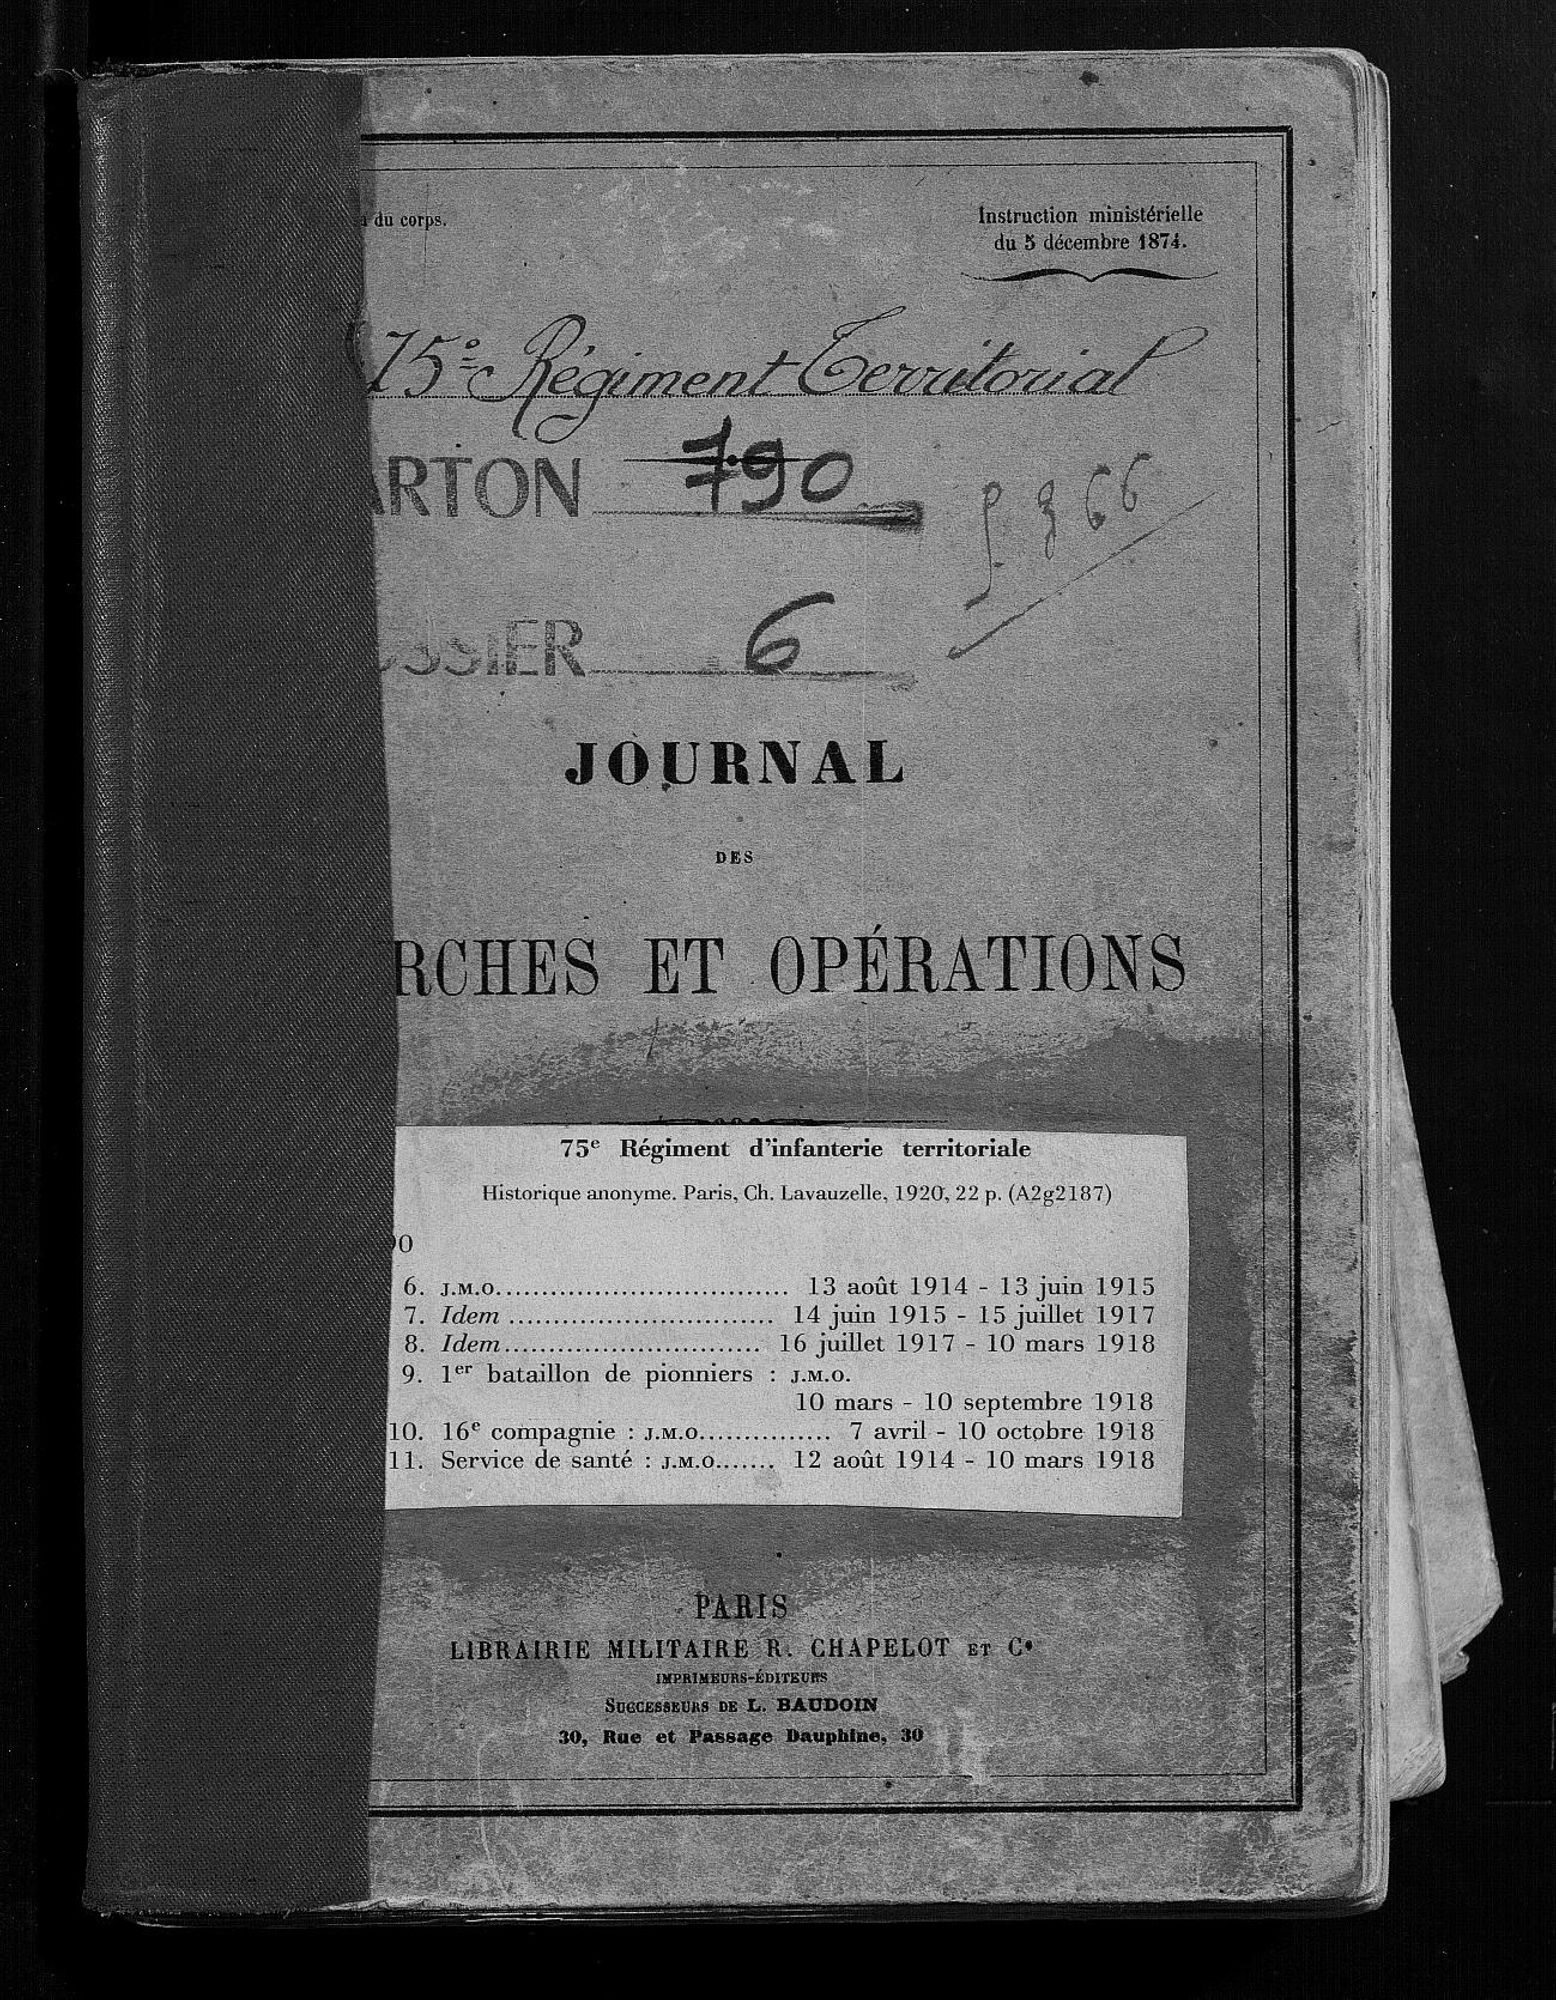 du corps.
Instruction ministérielle
du 5 décembre 1874.
75e Régiment Territorial
ARTON 790
366
SSIER 6
JOURNAL
DES
RCHES ET OPÉRATIONS
75e Régiment d'infanterie territoriale
Historique anonyme. Paris, Ch. Lavauzelle, 1920, 22 p. (A2g2187)
0
6. J.M.O. ................................ 13 août 1914 - 13 juin 1915
7. Idem ............................. 14 juin 1915 - 15 juillet 1917
8. Idem ............................ 16 juillet 1917 - 10 mars 1918
9. 1er bataillon de pionniers : J.M.O.
10 mars - 10 septembre 1918
10. 16e compagnie : J.M.O. .............. 7 avril - 10 octobre 1918
11. Service de santé : J.M.O. ...... 12 août 1914 - 10 mars 1918
PARIS
LIBRAIRIE MILITAIRE R. CHAPELOT ET Ce
IMPRIMEURS-ÉDITEURS
SUCCESSEURS DE L. BAUDOIN
30, Rue et Passage Dauphine, 30